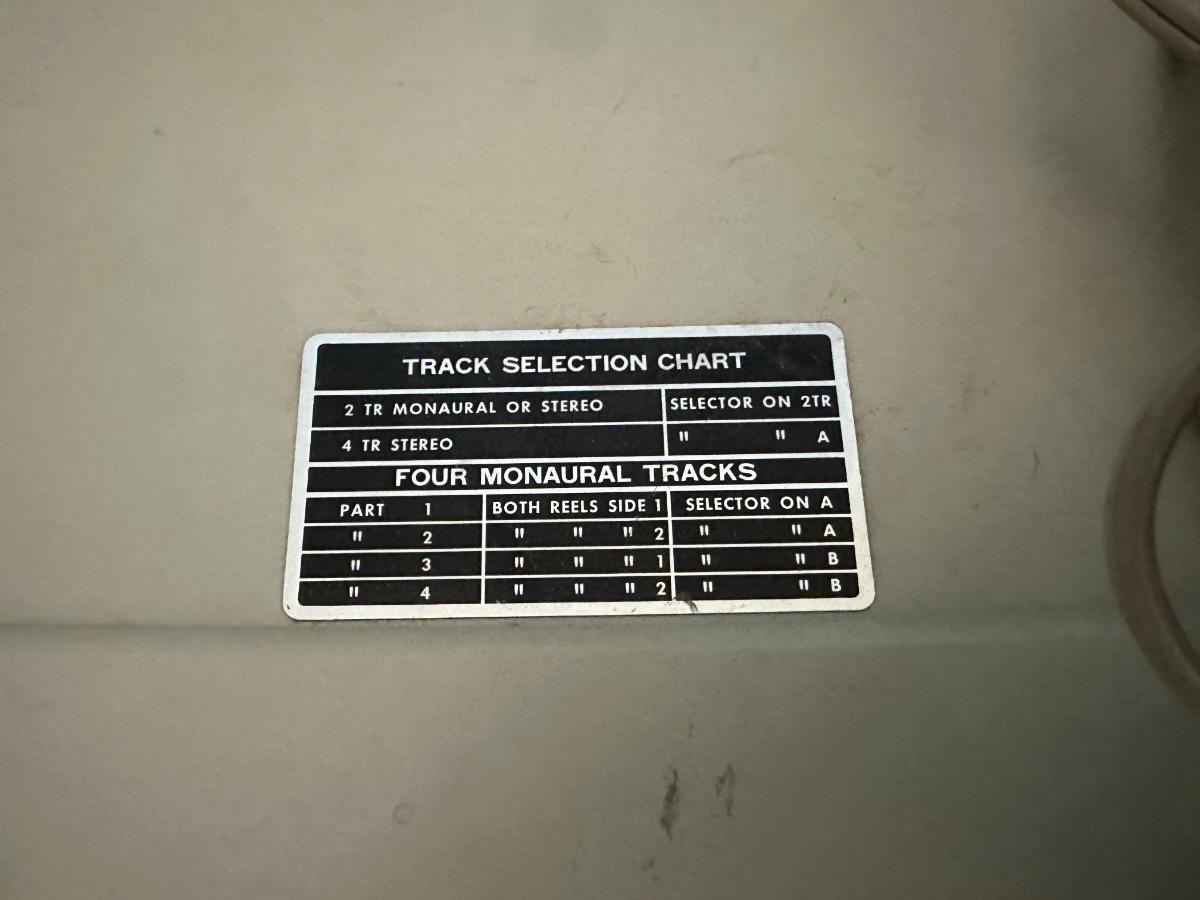 TRACK SELECTION CHART
2 TR MONAURAL OR STEREO SELECTOR ON 2TR
4 TR STEREO " " A
FOUR MONAURAL TRACKS
PART 1 BOTH REELS SIDE 1 SELECTOR ON A
" 2 " " " 2 " " A
" 3 " " " 1 " " B
" 4 " " " 2 " " B